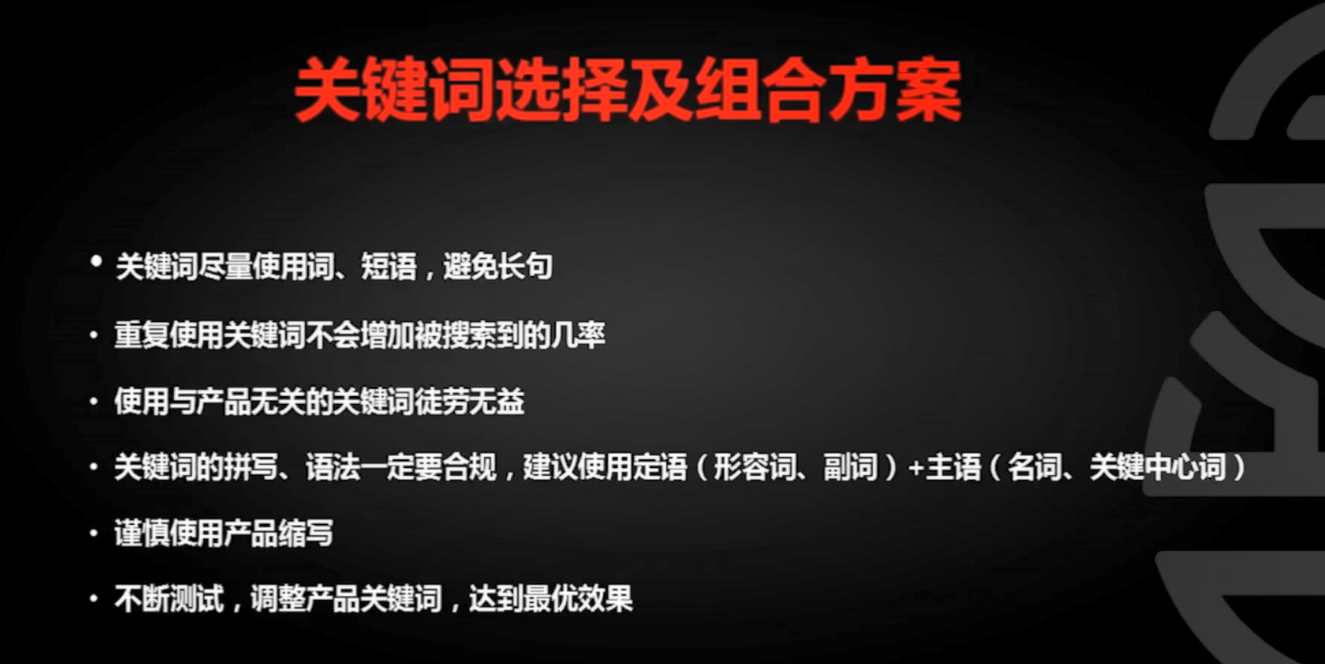 关键词选择及组合方案
• 关键词尽量使用词、短语，避免长句
• 重复使用关键词不会增加被搜索到的几率
• 使用与产品无关的关键词徒劳无益
• 关键词的拼写、语法一定要合规，建议使用定语（形容词、副词）+主语（名词、关键中心词）
• 谨慎使用产品缩写
• 不断测试，调整产品关键词，达到最优效果